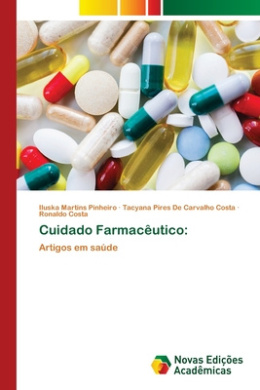 Iluska Martins Pinheiro · Tacyana Pires De Carvalho Costa ·
Ronaldo Costa
Cuidado Farmacêutico:
Artigos em saúde
Novas Edições
Acadêmicas